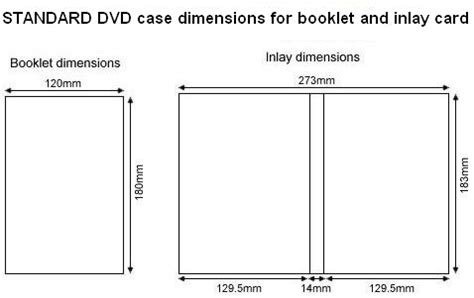 STANDARD DVD case dimensions for booklet and inlay card
Booklet dimensions
120mm
180mm
Inlay dimensions
273mm
183mm
129.5mm
14mm
129.5mm